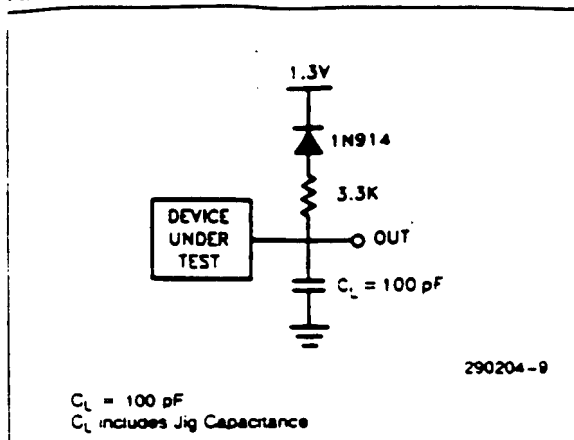 1.3V
1N914
3.3K
DEVICE
UNDER
TEST
OUT
C_L = 100 pF
290204-9
C_L = 100 pF
C_L includes Jig Capacitance